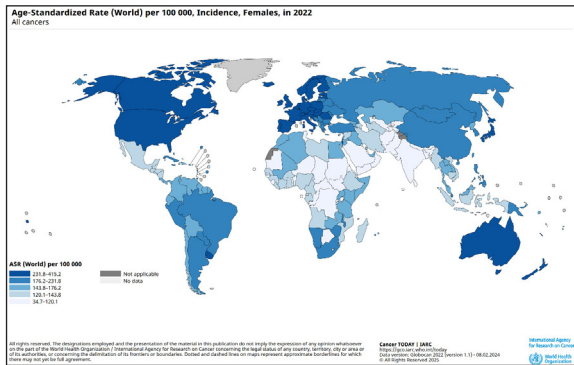 Age-Standardized Rate (World) per 100 000, Incidence, Females, in 2022
All cancers
ASR (World) per 100 000
231.8–415.2
176.2–231.8
143.8–176.2
120.1–143.8
34.7–120.1
Not applicable
No data
All rights reserved. The designations employed and the presentation of the material in this publication do not imply the expression of any opinion whatsoever
on the part of the World Health Organization / International Agency for Research on Cancer concerning the legal status of any country, territory, city or area or
of its authorities, or concerning the delimitation of its frontiers or boundaries. Dotted and dashed lines on maps represent approximate borderlines for which
there may not yet be full agreement.
Cancer TODAY | IARC
https://gco.iarc.who.int/today
Data version: Globocan 2022 (version 1.1) - 08.02.2024
© All Rights Reserved 2025
International Agency
for Research on Cancer
World Health
Organization